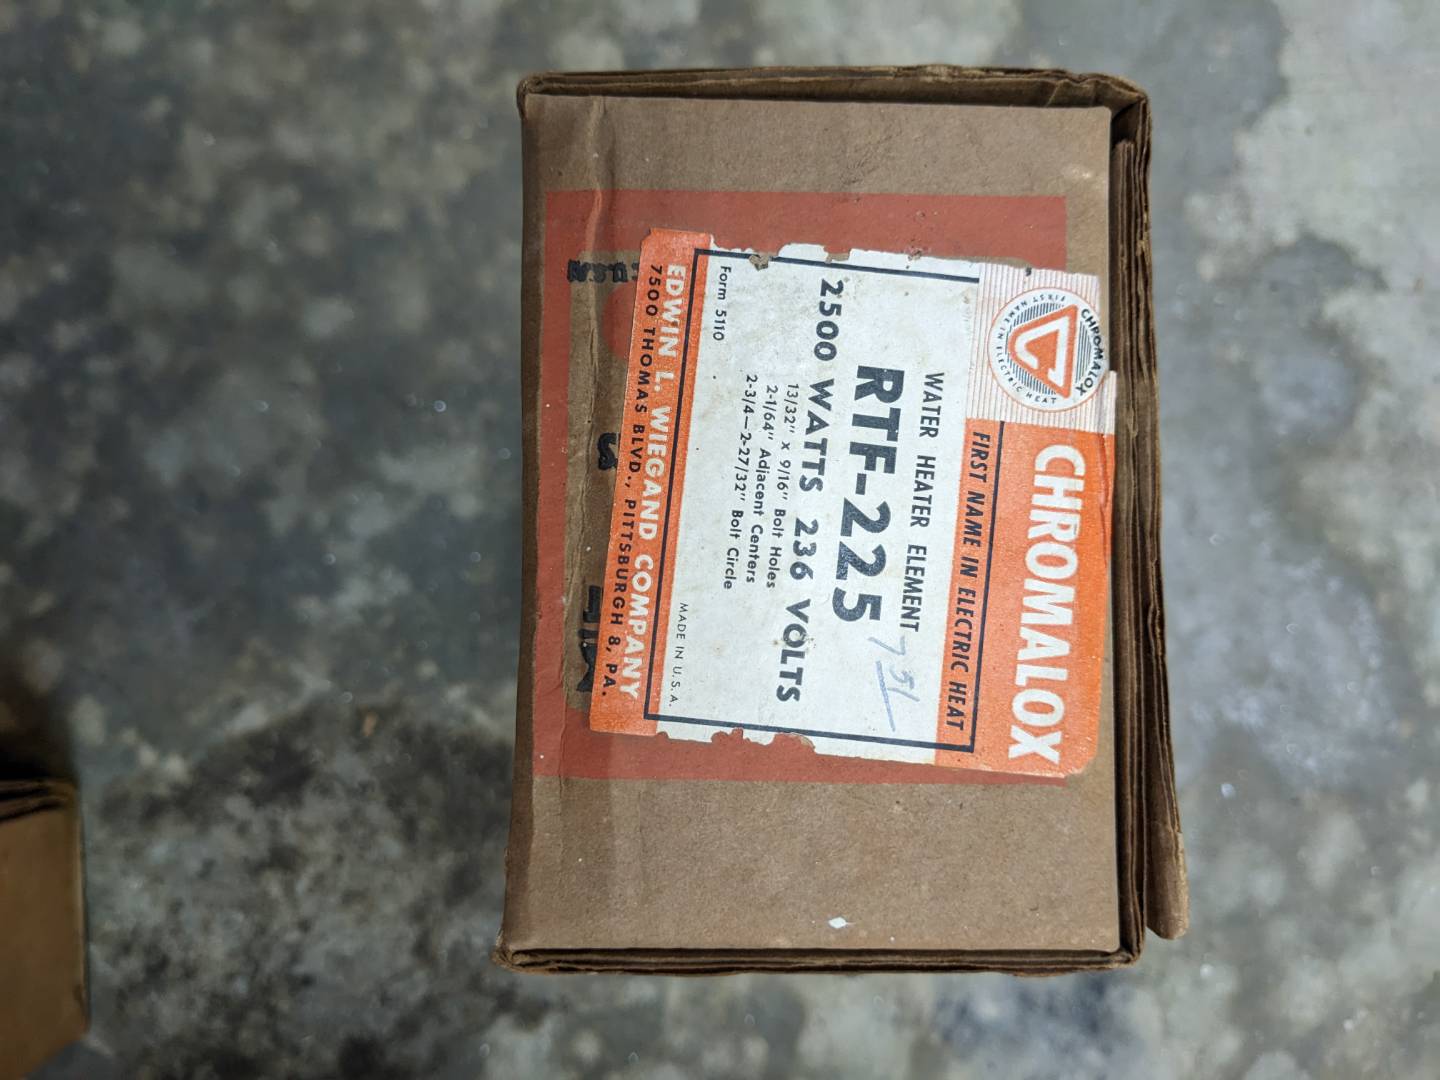 CHROMALOX
FIRST NAME IN ELECTRIC HEAT
CHROMALOX
FIRST NAME IN ELECTRIC HEAT
WATER HEATER ELEMENT
RTF-225
7 51
2500 WATTS 236 VOLTS
13/32" x 9/16" Bolt Holes
2-1/64" Adjacent Centers
2-3/4—2-27/32" Bolt Circle
Form 5110
MADE IN U.S.A.
EDWIN L. WIEGAND COMPANY
7500 THOMAS BLVD., PITTSBURGH 8, PA.